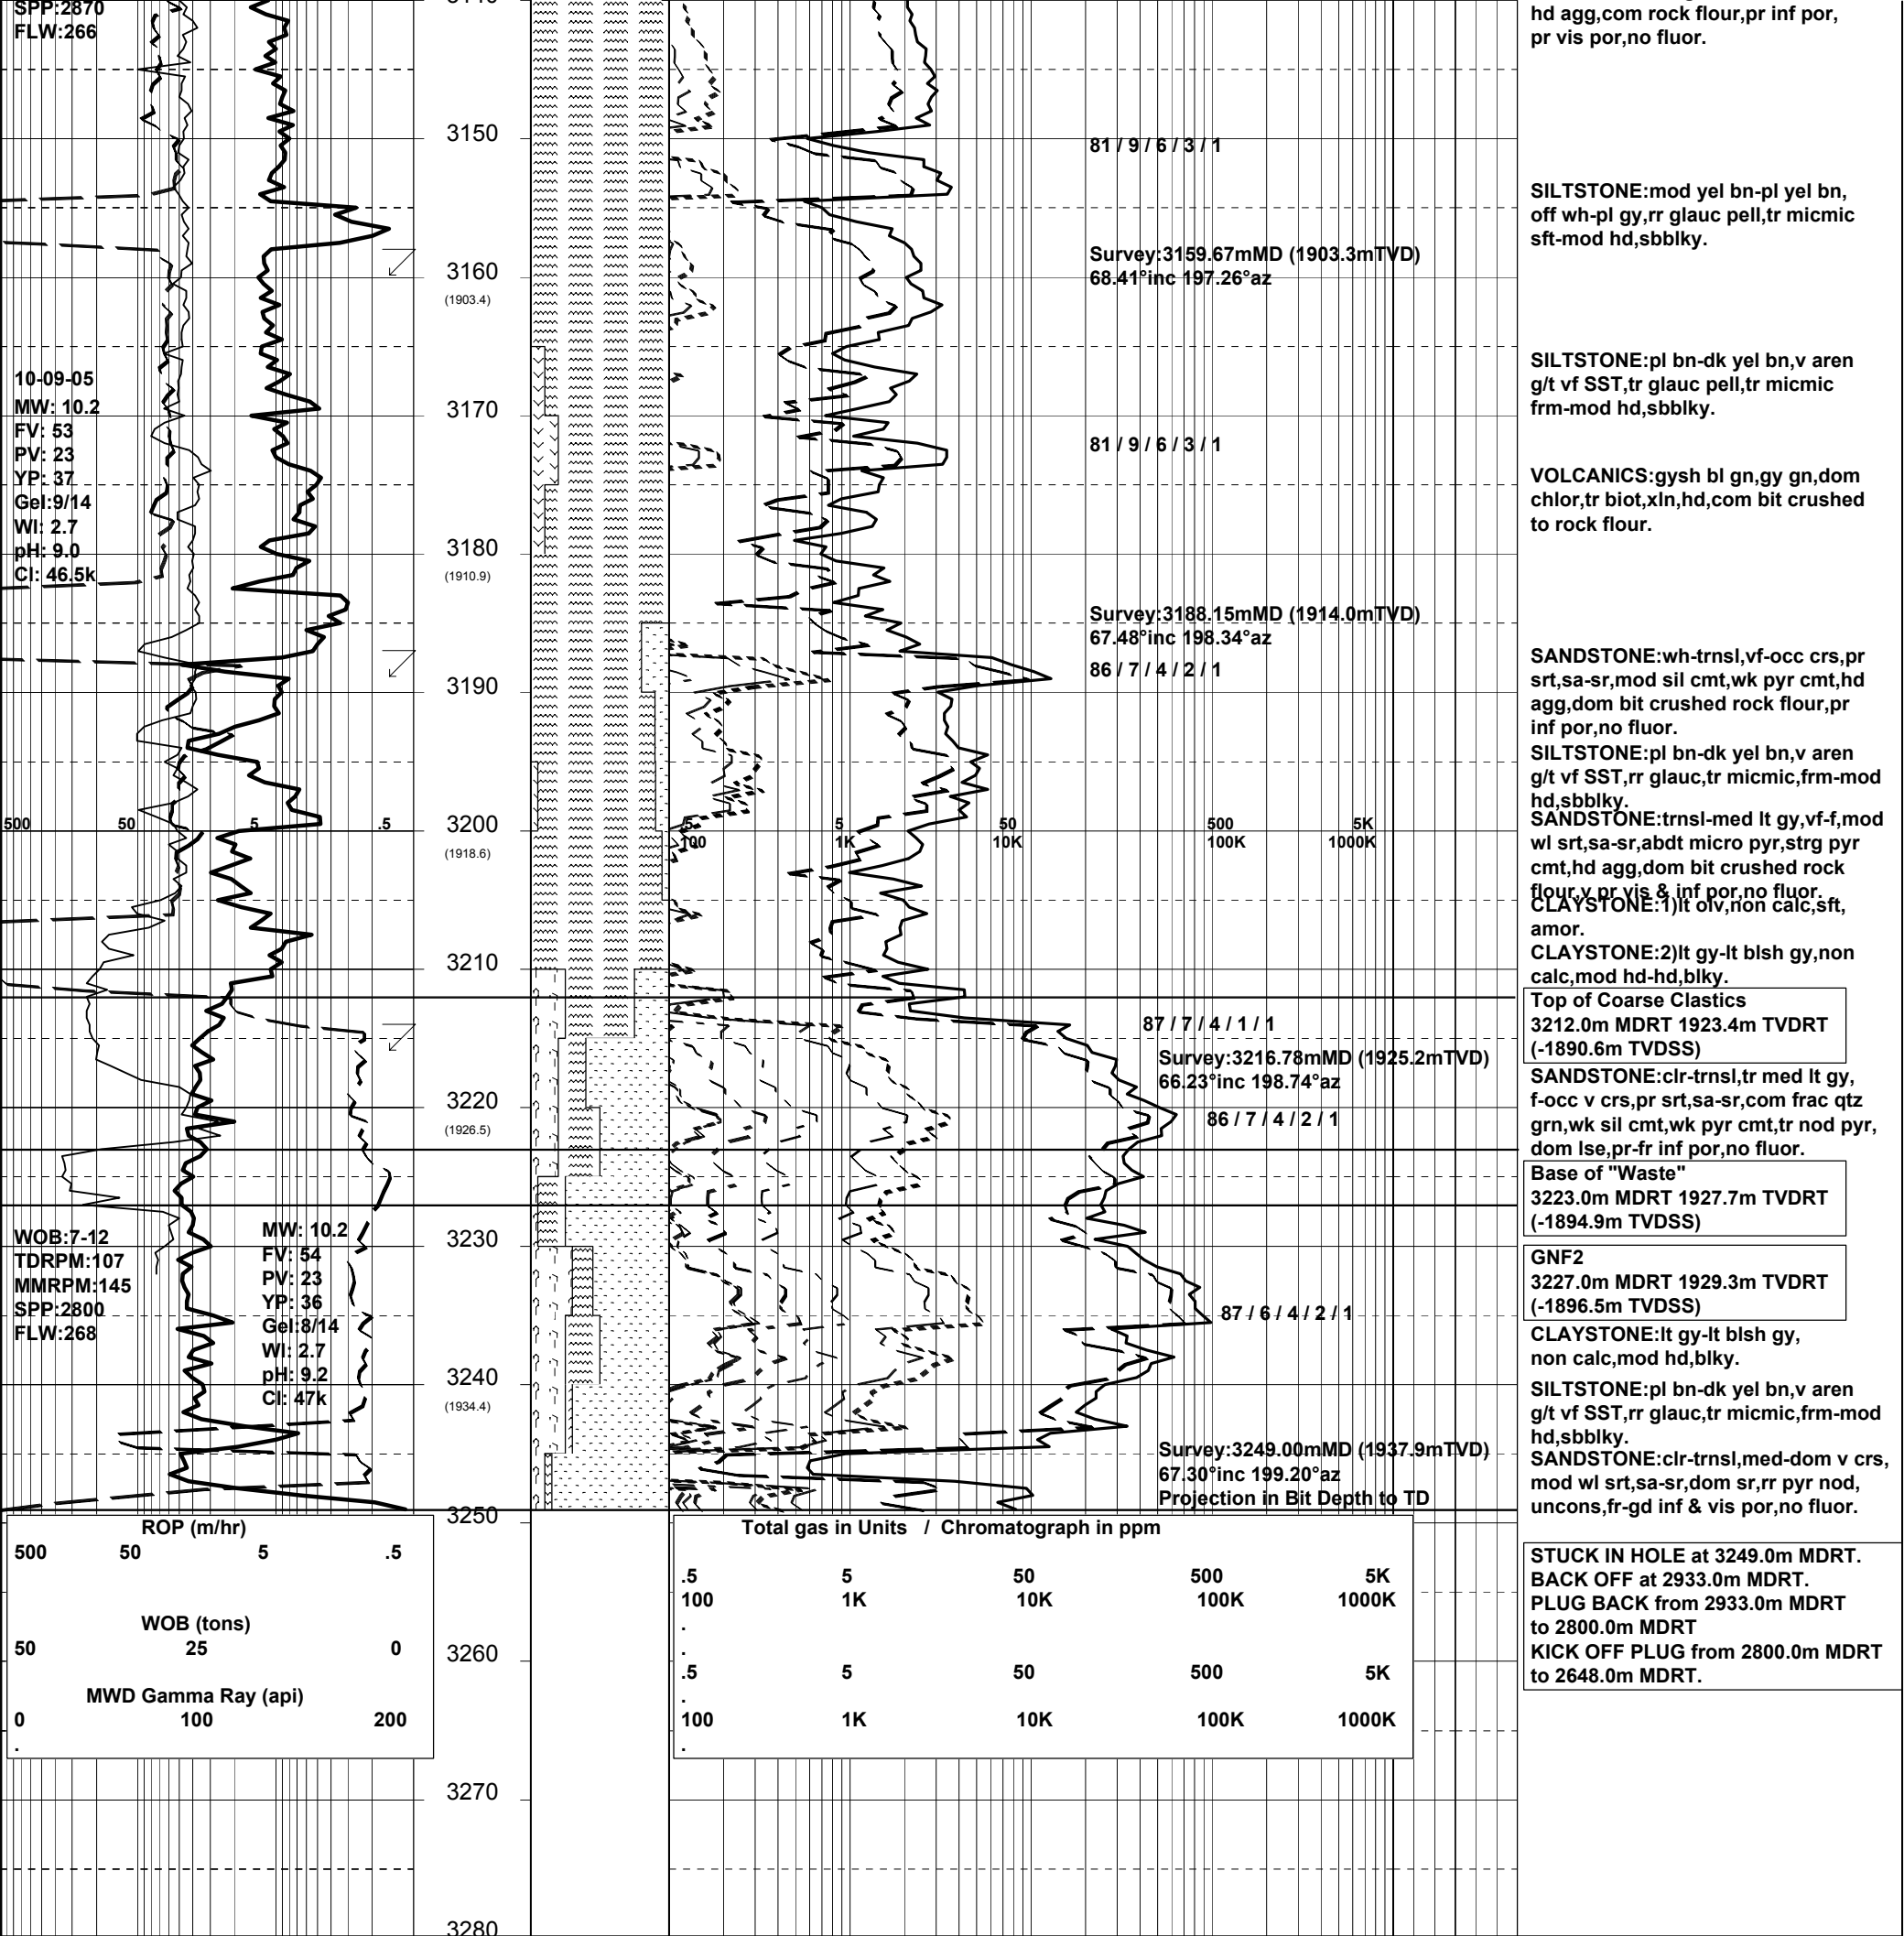 SPP:2870
FLW:266
10-09-05
MW: 10.2
FV: 53
PV: 23
YP: 37
Gel:9/14
Wl: 2.7
pH: 9.0
Cl: 46.5k
500 50 5 .5
WOB:7-12
TDRPM:107
MMRPM:145
SPP:2800
FLW:268
MW: 10.2
FV: 54
PV: 23
YP: 36
Gel:8/14
Wl: 2.7
pH: 9.2
Cl: 47k
3150
3160
(1903.4)
3170
3180
(1910.9)
3190
3200
(1918.6)
3210
3220
(1926.5)
3230
3240
(1934.4)
3250
3260
3270
3280
81 / 9 / 6 / 3 / 1
Survey:3159.67mMD (1903.3mTVD)
68.41°inc 197.26°az
81 / 9 / 6 / 3 / 1
Survey:3188.15mMD (1914.0mTVD)
67.48°inc 198.34°az
86 / 7 / 4 / 2 / 1
.5 5 50 500 5K
100 1K 10K 100K 1000K
87 / 7 / 4 / 1 / 1
Survey:3216.78mMD (1925.2mTVD)
66.23°inc 198.74°az
86 / 7 / 4 / 2 / 1
87 / 6 / 4 / 2 / 1
Survey:3249.00mMD (1937.9mTVD)
67.30°inc 199.20°az
Projection in Bit Depth to TD
hd agg,com rock flour,pr inf por,
pr vis por,no fluor.
SILTSTONE:mod yel bn-pl yel bn,
off wh-pl gy,rr glauc pell,tr micmic
sft-mod hd,sbblky.
SILTSTONE:pl bn-dk yel bn,v aren
g/t vf SST,tr glauc pell,tr micmic
frm-mod hd,sbblky.
VOLCANICS:gysh bl gn,gy gn,dom
chlor,tr biot,xln,hd,com bit crushed
to rock flour.
SANDSTONE:wh-trnsl,vf-occ crs,pr
srt,sa-sr,mod sil cmt,wk pyr cmt,hd
agg,dom bit crushed rock flour,pr
inf por,no fluor.
SILTSTONE:pl bn-dk yel bn,v aren
g/t vf SST,rr glauc,tr micmic,frm-mod
hd,sbblky.
SANDSTONE:trnsl-med lt gy,vf-f,mod
wl srt,sa-sr,abdt micro pyr,strg pyr
cmt,hd agg,dom bit crushed rock
flour,v pr vis & inf por,no fluor.
CLAYSTONE:1)lt olv,non calc,sft,
amor.
CLAYSTONE:2)lt gy-lt blsh gy,non
calc,mod hd-hd,blky.
Top of Coarse Clastics
3212.0m MDRT 1923.4m TVDRT
(-1890.6m TVDSS)
SANDSTONE:clr-trnsl,tr med lt gy,
f-occ v crs,pr srt,sa-sr,com frac qtz
grn,wk sil cmt,wk pyr cmt,tr nod pyr,
dom lse,pr-fr inf por,no fluor.
Base of "Waste"
3223.0m MDRT 1927.7m TVDRT
(-1894.9m TVDSS)
GNF2
3227.0m MDRT 1929.3m TVDRT
(-1896.5m TVDSS)
CLAYSTONE:lt gy-lt blsh gy,
non calc,mod hd,blky.
SILTSTONE:pl bn-dk yel bn,v aren
g/t vf SST,rr glauc,tr micmic,frm-mod
hd,sbblky.
SANDSTONE:clr-trnsl,med-dom v crs,
mod wl srt,sa-sr,dom sr,rr pyr nod,
uncons,fr-gd inf & vis por,no fluor.
STUCK IN HOLE at 3249.0m MDRT.
BACK OFF at 2933.0m MDRT.
PLUG BACK from 2933.0m MDRT
to 2800.0m MDRT
KICK OFF PLUG from 2800.0m MDRT
to 2648.0m MDRT.
ROP (m/hr)
500 50 5 .5
WOB (tons)
50 25 0
MWD Gamma Ray (api)
0 100 200
.
Total gas in Units / Chromatograph in ppm
.5 5 50 500 5K
100 1K 10K 100K 1000K
.
.
.5 5 50 500 5K
.
100 1K 10K 100K 1000K
.